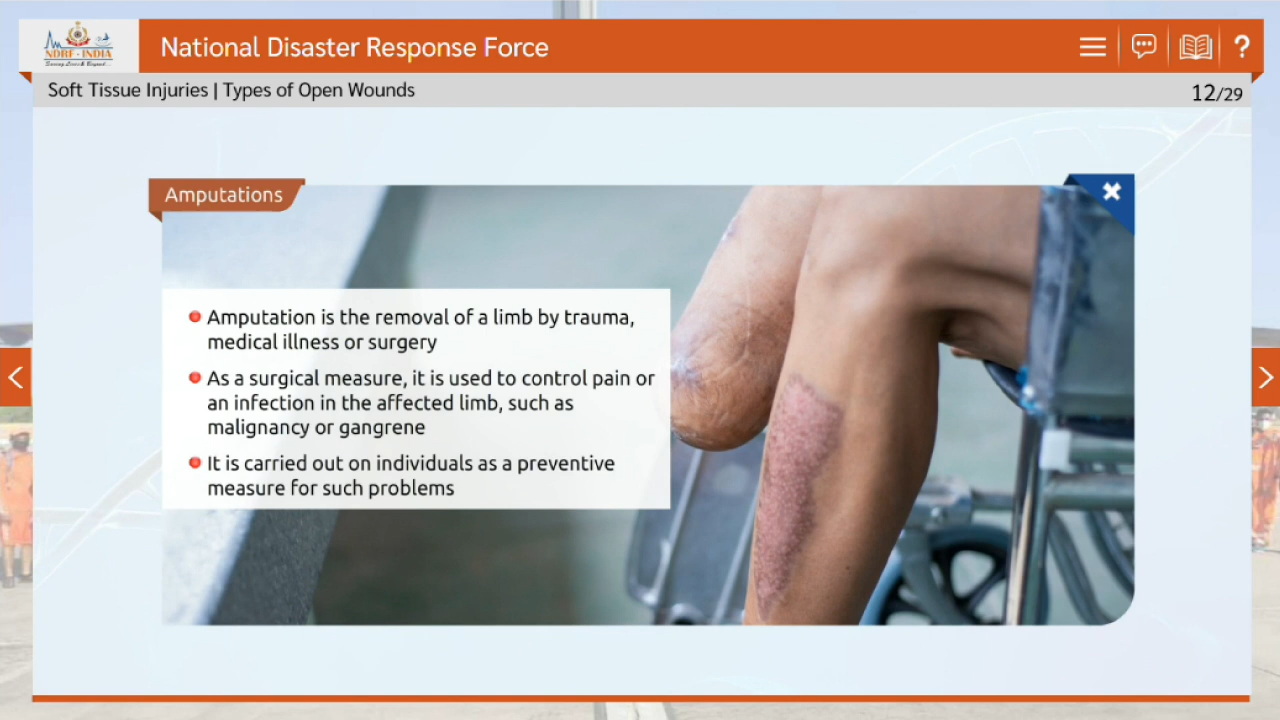 NDRF-INDIA
Saving Lives & Beyond...
National Disaster Response Force
?
Soft Tissue Injuries | Types of Open Wounds
12/29
Amputations
Amputation is the removal of a limb by trauma,
medical illness or surgery
As a surgical measure, it is used to control pain or
an infection in the affected limb, such as
malignancy or gangrene
It is carried out on individuals as a preventive
measure for such problems